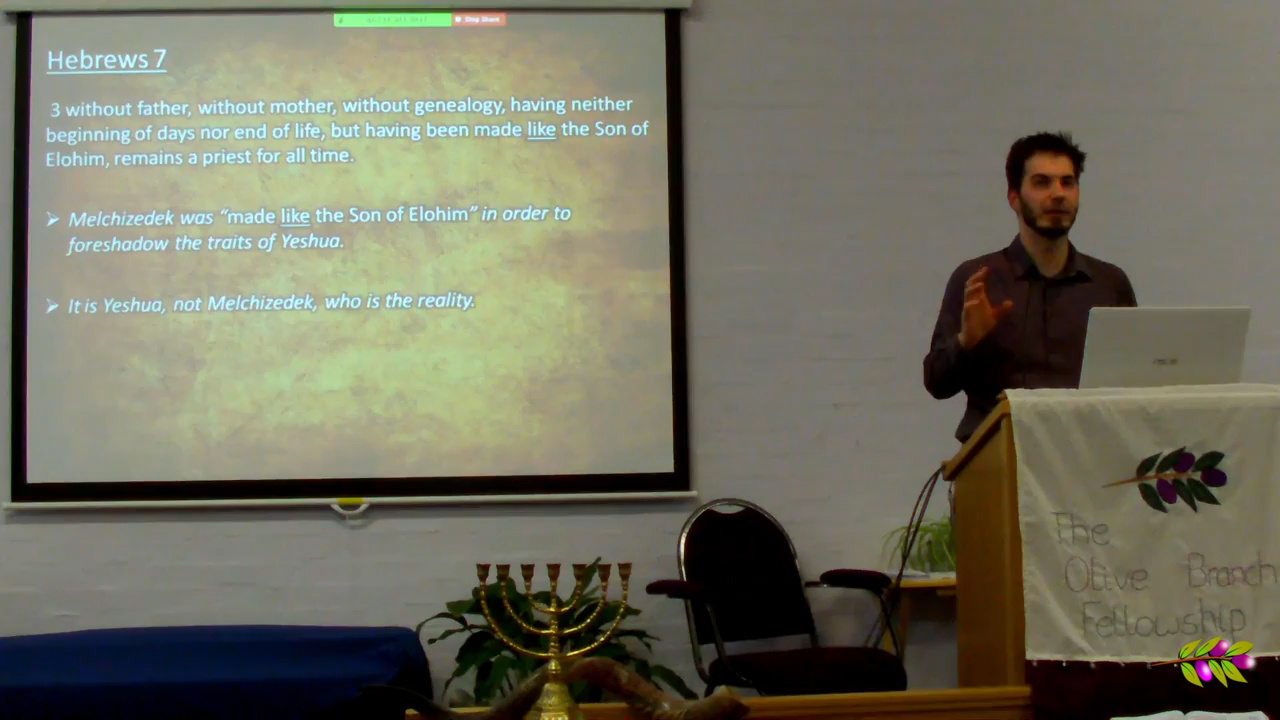 Stop Share
Hebrews 7
3 without father, without mother, without genealogy, having neither
beginning of days nor end of life, but having been made like the Son of
Elohim, remains a priest for all time.
➢ Melchizedek was “made like the Son of Elohim” in order to
foreshadow the traits of Yeshua.
➢ It is Yeshua, not Melchizedek, who is the reality.
The
Olive Branch
Fellowship